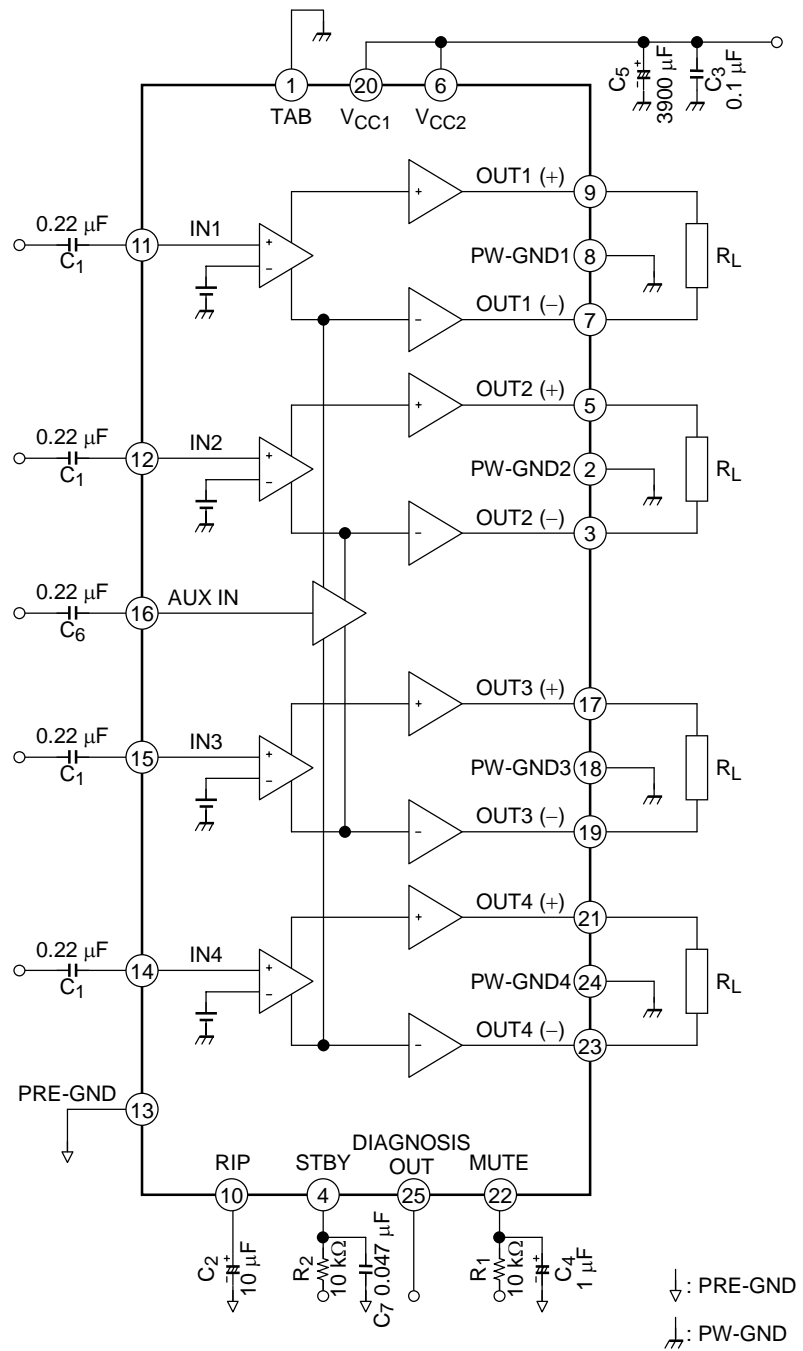 1
TAB
20
VCC1
6
VCC2
C5
3900 µF
C3
0.1 µF
0.22 µF
C1
11
IN1
+
−
+
OUT1 (+)
9
PW-GND1
8
RL
−
OUT1 (−)
7
0.22 µF
C1
12
IN2
+
−
+
OUT2 (+)
5
PW-GND2
2
RL
−
OUT2 (−)
3
0.22 µF
C6
16
AUX IN
0.22 µF
C1
15
IN3
+
−
+
OUT3 (+)
17
PW-GND3
18
RL
−
OUT3 (−)
19
0.22 µF
C1
14
IN4
+
−
+
OUT4 (+)
21
PW-GND4
24
RL
−
OUT4 (−)
23
PRE-GND
13
RIP
10
STBY
4
DIAGNOSIS
OUT
25
MUTE
22
C2
10 µF
R2
10 kΩ
C7 0.047 µF
R1
10 kΩ
C4
1 µF
: PRE-GND
: PW-GND